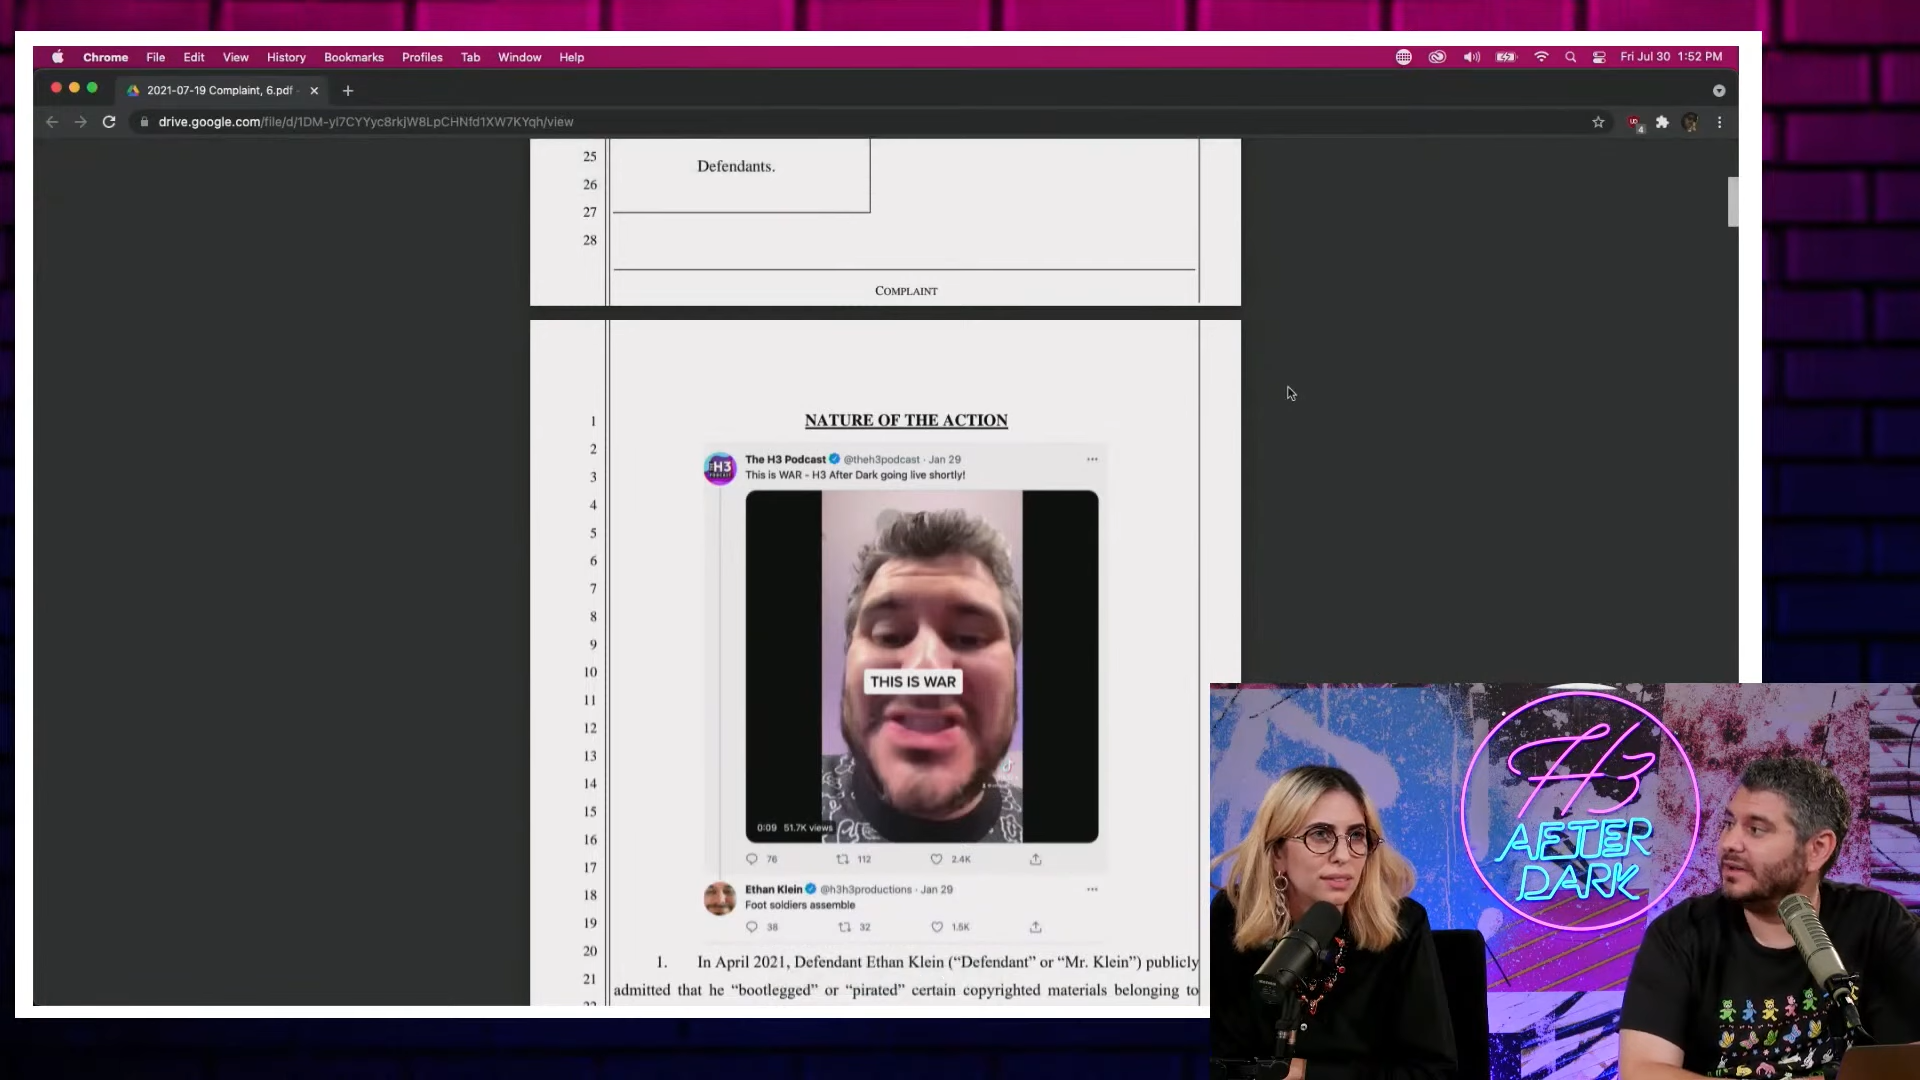 Chrome File Edit View History Bookmarks Profiles Tab Window Help Fri Jul 30 1:52 PM
2021-07-19 Complaint, 6.pdf
drive.google.com/file/d/1DM-yl7CYYyc8rkjW8LpCHNfd1XW7KYqh/view
4
25
Defendants.
26
27
28
COMPLAINT
1 NATURE OF THE ACTION
2
H3
The H3 Podcast @theh3podcast · Jan 29
3 This is WAR - H3 After Dark going live shortly!
4
5
6
7
8
9
10 THIS IS WAR
11
12
13
14
15
0:09 51.7K views
16
76 112 2.4K
17
Ethan Klein @h3h3productions · Jan 29
18 Foot soldiers assemble
19 38 32 1.5K
20 1. In April 2021, Defendant Ethan Klein (“Defendant” or “Mr. Klein”) publicly
21 admitted that he “bootlegged” or “pirated” certain copyrighted materials belonging to
H3
AFTER
DARK